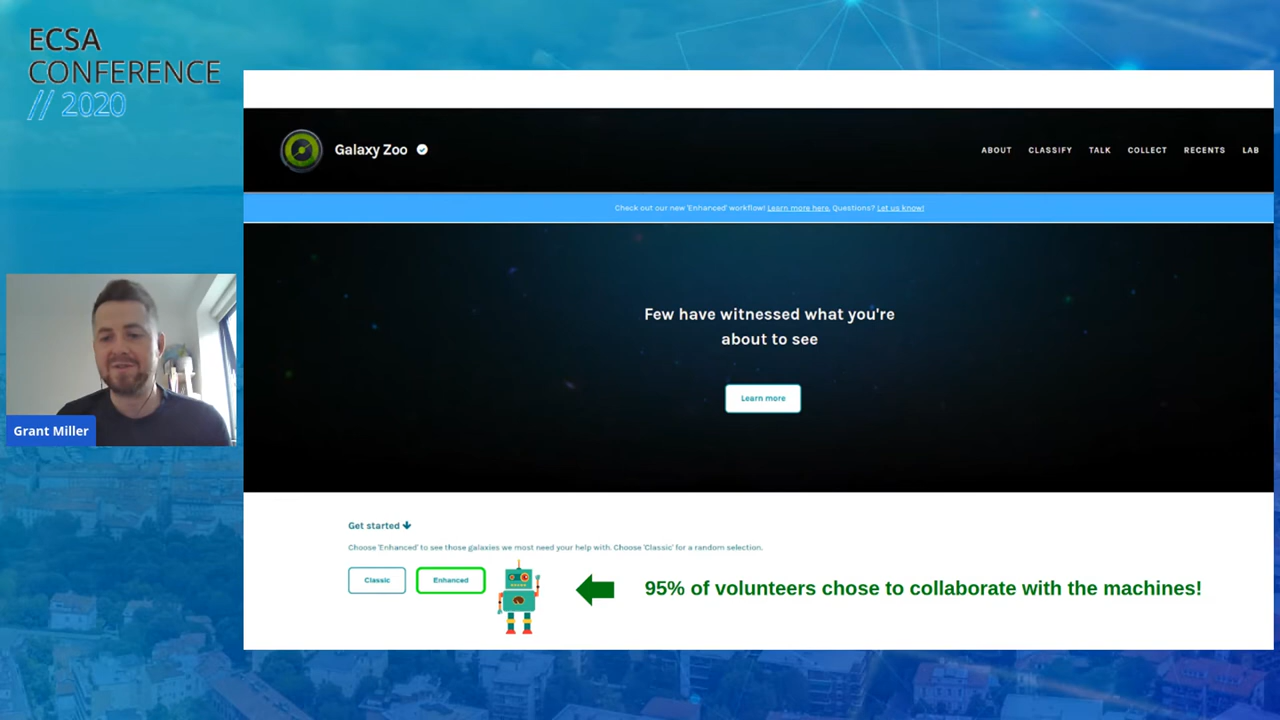 ECSA
CONFERENCE
// 2020
Galaxy Zoo
ABOUT CLASSIFY TALK COLLECT RECENTS LAB
Check out our new 'Enhanced' workflow! Learn more here. Questions? Let us know!
Few have witnessed what you're
about to see
Learn more
Grant Miller
Get started
Choose 'Enhanced' to see those galaxies we most need your help with. Choose 'Classic' for a random selection.
Classic Enhanced
95% of volunteers chose to collaborate with the machines!